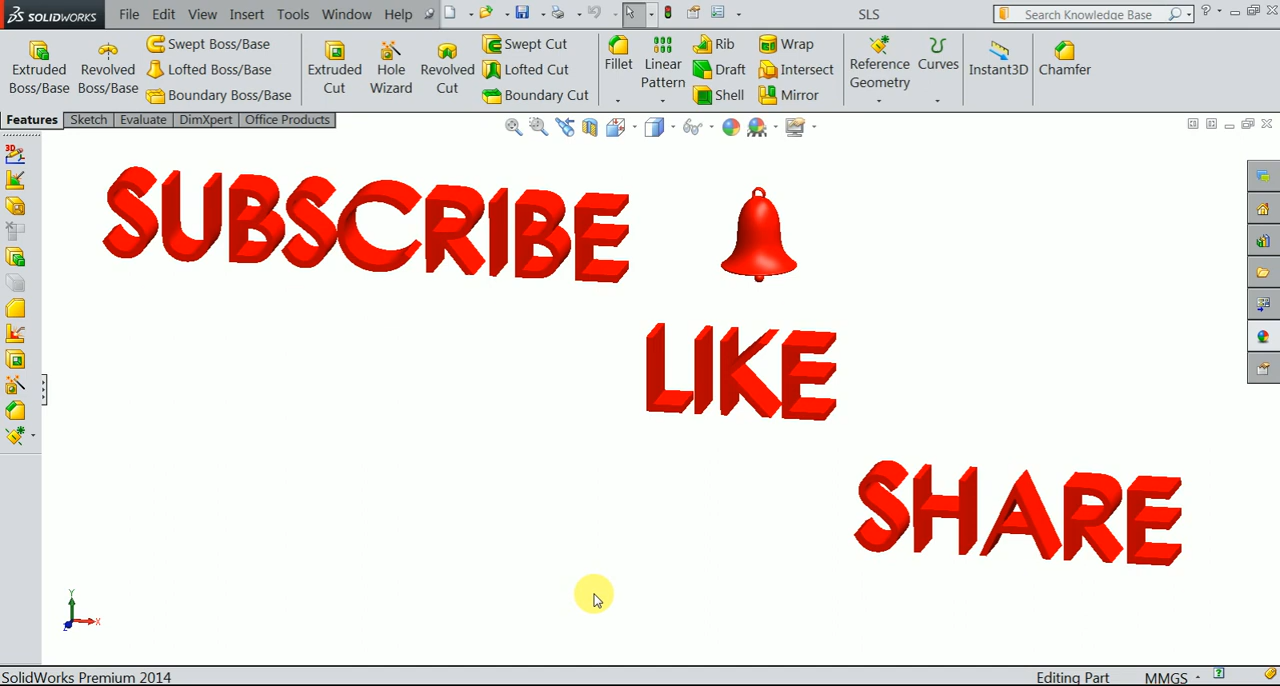 SOLIDWORKS File Edit View Insert Tools Window Help SLS Search Knowledge Base ?
Extruded Boss/Base
Revolved Boss/Base
Swept Boss/Base
Lofted Boss/Base
Boundary Boss/Base
Extruded Cut
Hole Wizard
Revolved Cut
Swept Cut
Lofted Cut
Boundary Cut
Fillet
Linear Pattern
Rib
Draft
Shell
Wrap
Intersect
Mirror
Reference Geometry
Curves
Instant3D
Chamfer
Features Sketch Evaluate DimXpert Office Products
3D
SUBSCRIBE
LIKE
SHARE
Y
X
Z
SolidWorks Premium 2014 Editing Part MMGS ?